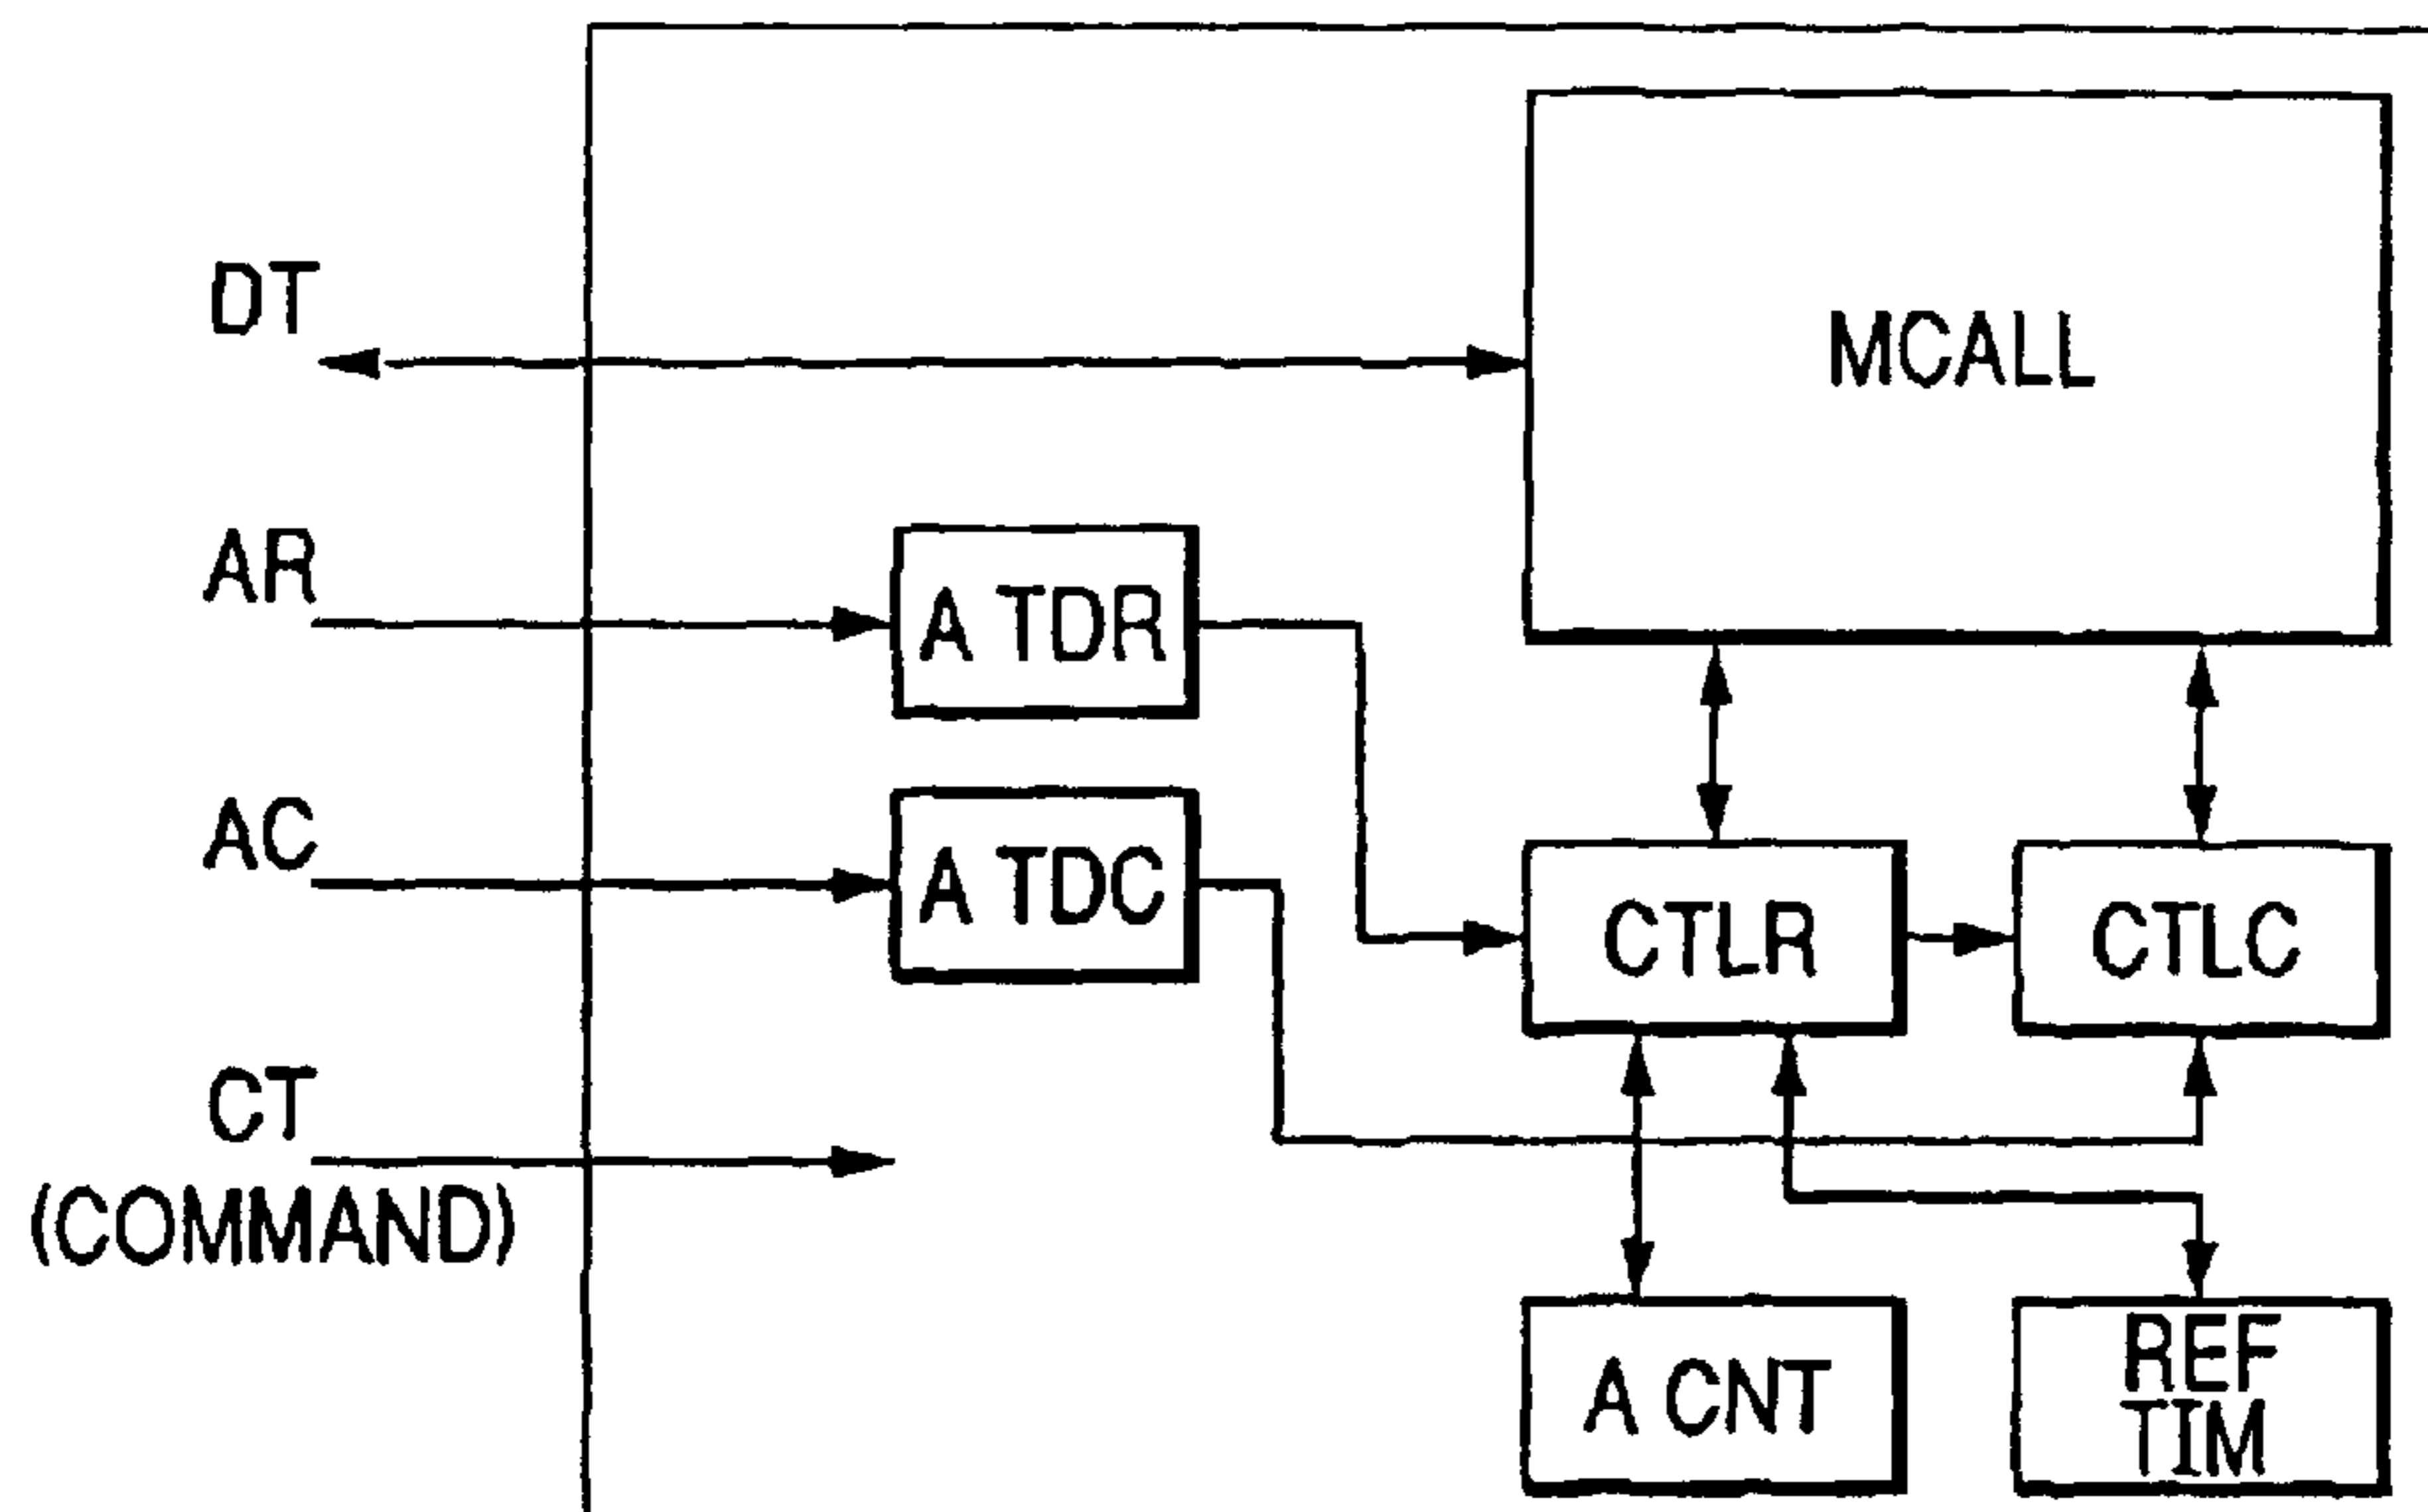 DT
MCALL
AR
A TDR
AC
A TDC
CTLR
CTLC
CT
(COMMAND)
A CNT
REF
TIM